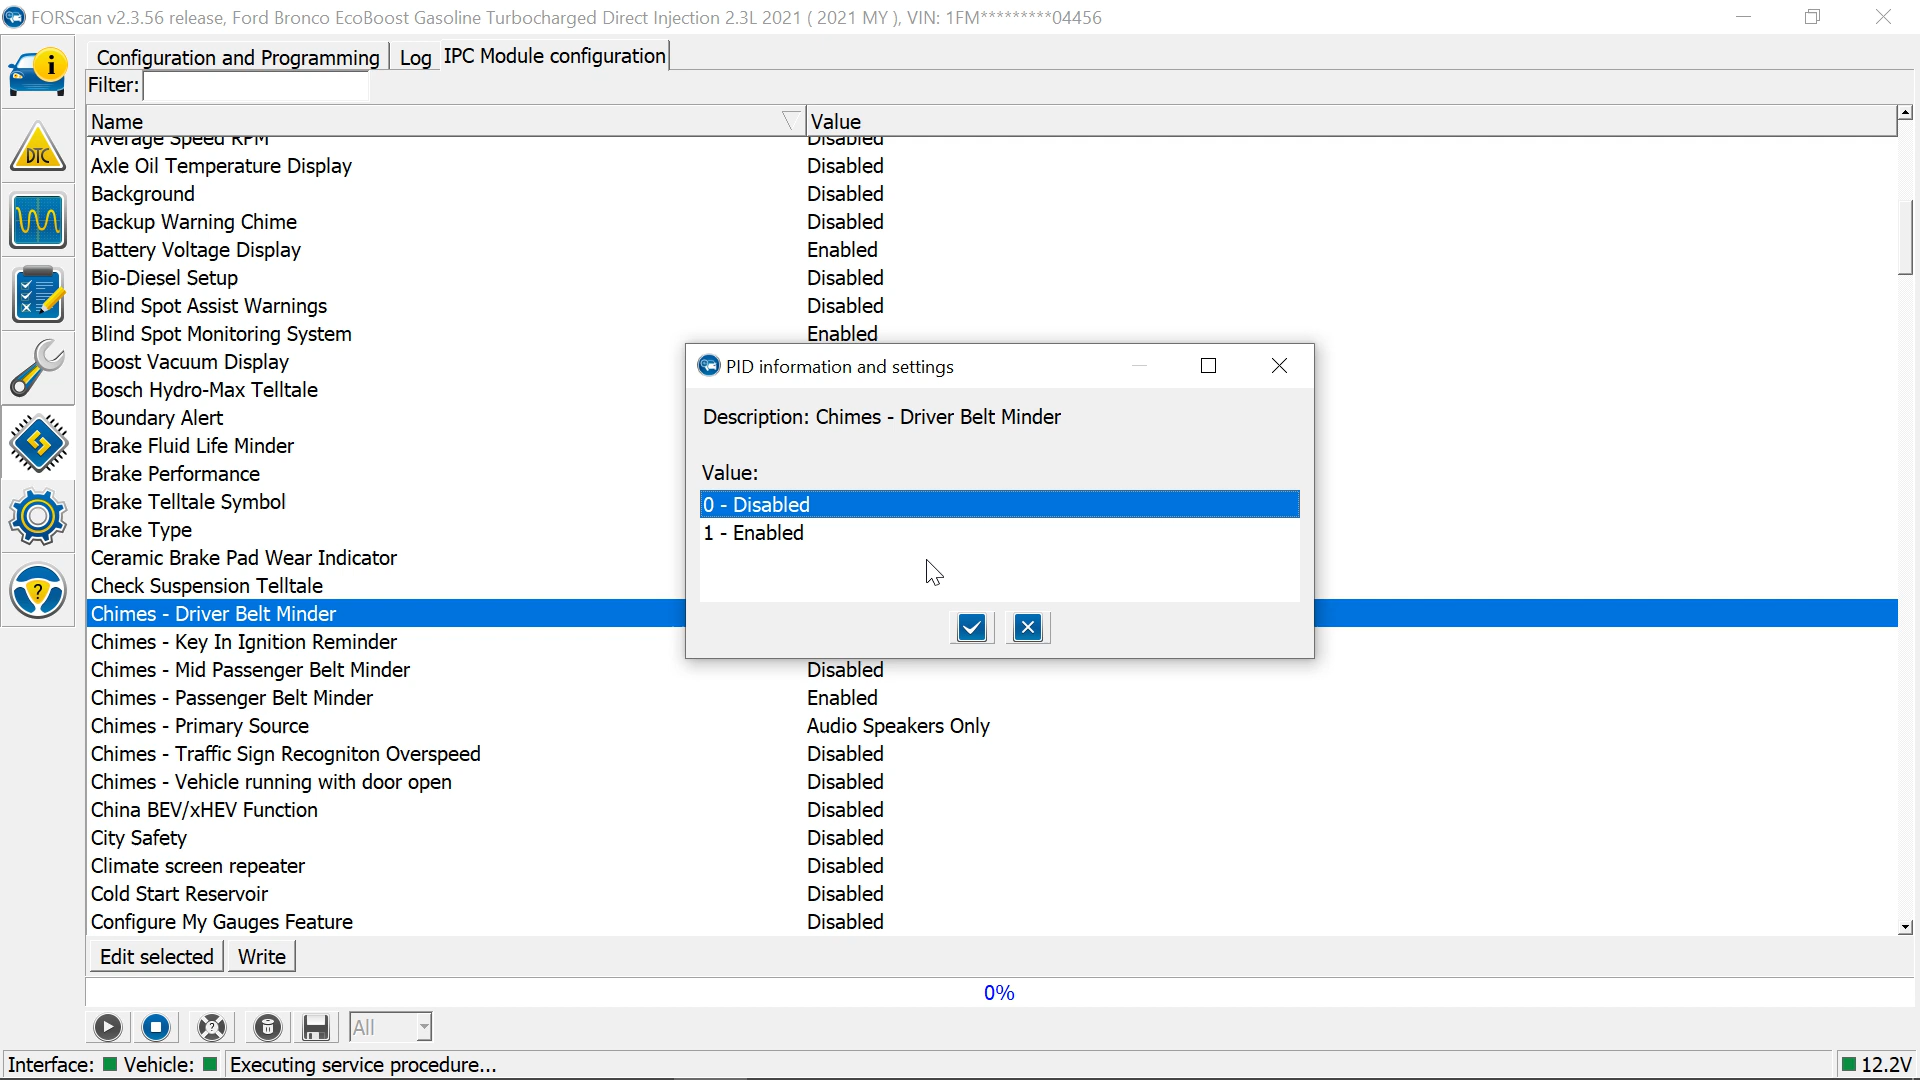 FORScan v2.3.56 release, Ford Bronco EcoBoost Gasoline Turbocharged Direct Injection 2.3L 2021 ( 2021 MY ), VIN: 1FM*********04456
Configuration and Programming Log IPC Module configuration
Filter:
Name Value
Average Speed RPM Disabled
Axle Oil Temperature Display Disabled
Background Disabled
Backup Warning Chime Disabled
Battery Voltage Display Enabled
Bio-Diesel Setup Disabled
Blind Spot Assist Warnings Disabled
Blind Spot Monitoring System Enabled
Boost Vacuum Display
Bosch Hydro-Max Telltale
Boundary Alert
Brake Fluid Life Minder
Brake Performance
Brake Telltale Symbol
Brake Type
Ceramic Brake Pad Wear Indicator
Check Suspension Telltale
Chimes - Driver Belt Minder
Chimes - Key In Ignition Reminder
Chimes - Mid Passenger Belt Minder Disabled
Chimes - Passenger Belt Minder Enabled
Chimes - Primary Source Audio Speakers Only
Chimes - Traffic Sign Recogniton Overspeed Disabled
Chimes - Vehicle running with door open Disabled
China BEV/xHEV Function Disabled
City Safety Disabled
Climate screen repeater Disabled
Cold Start Reservoir Disabled
Configure My Gauges Feature Disabled
PID information and settings
Description: Chimes - Driver Belt Minder
Value:
0 - Disabled
1 - Enabled
Edit selected Write
0%
All
Interface: Vehicle: Executing service procedure... 12.2V
DTC